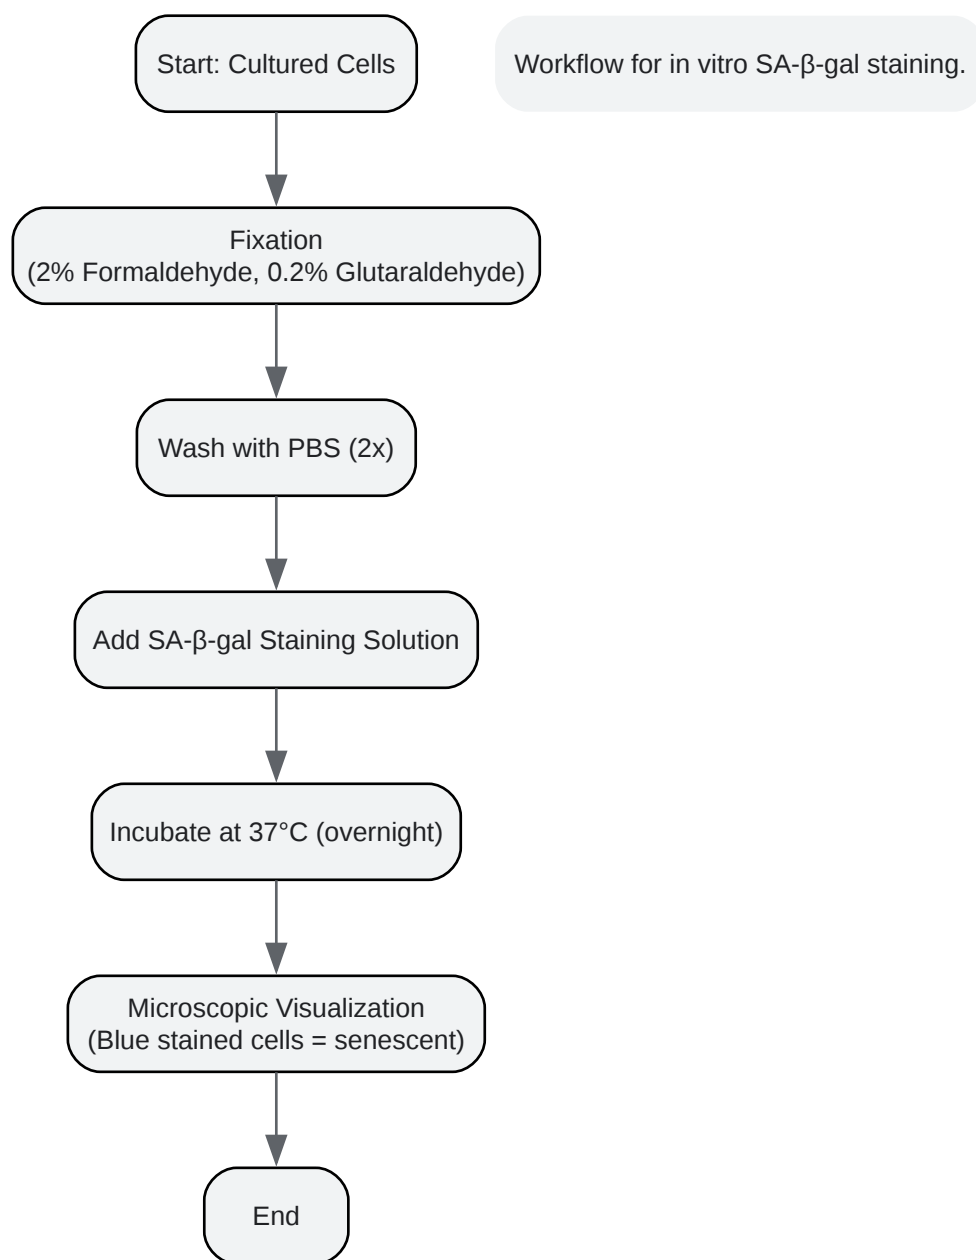 Start: Cultured Cells
Workflow for in vitro SA-β-gal staining.
Fixation
(2% Formaldehyde, 0.2% Glutaraldehyde)
Wash with PBS (2x)
Add SA-β-gal Staining Solution
Incubate at 37°C (overnight)
Microscopic Visualization
(Blue stained cells = senescent)
End